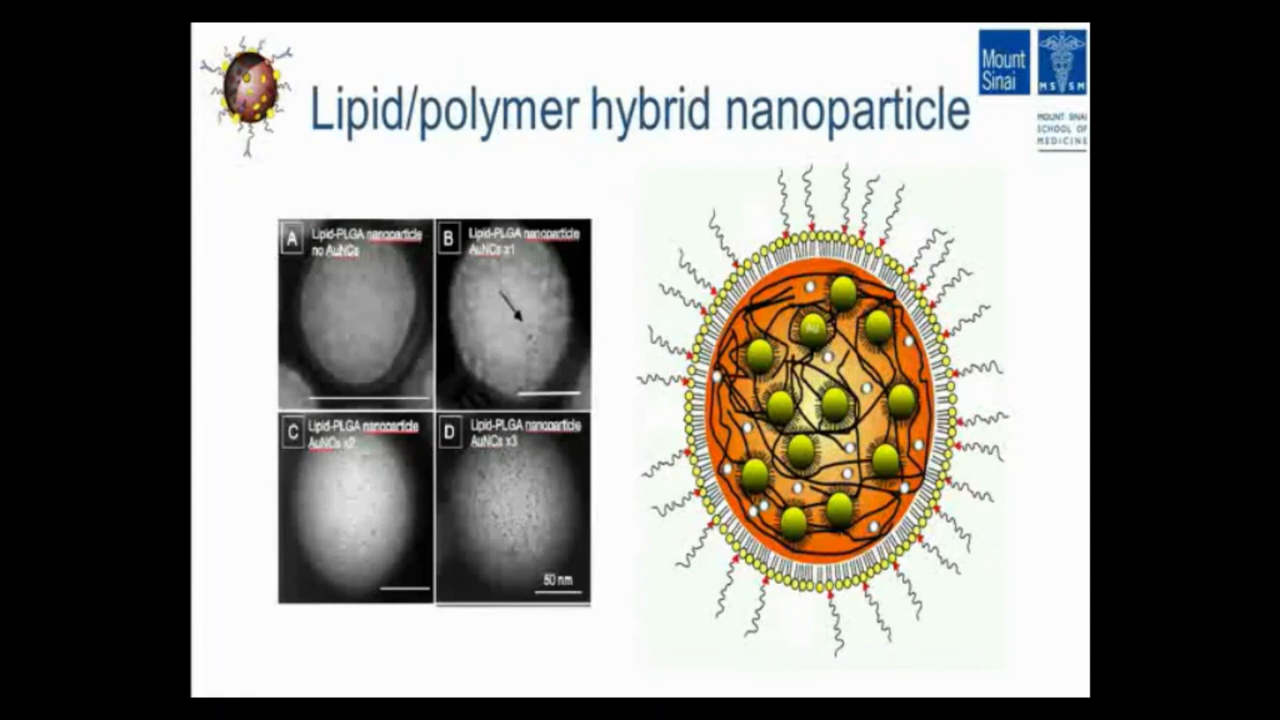 Lipid/polymer hybrid nanoparticle
Mount
Sinai
M S S M
MOUNT SINAI
SCHOOL OF
MEDICINE
A
Lipid-PLGA nanoparticle
no AuNCs
B
Lipid-PLGA nanoparticle
AuNCs x1
C
Lipid-PLGA nanoparticle
AuNCs x2
D
Lipid-PLGA nanoparticle
AuNCs x3
50 nm